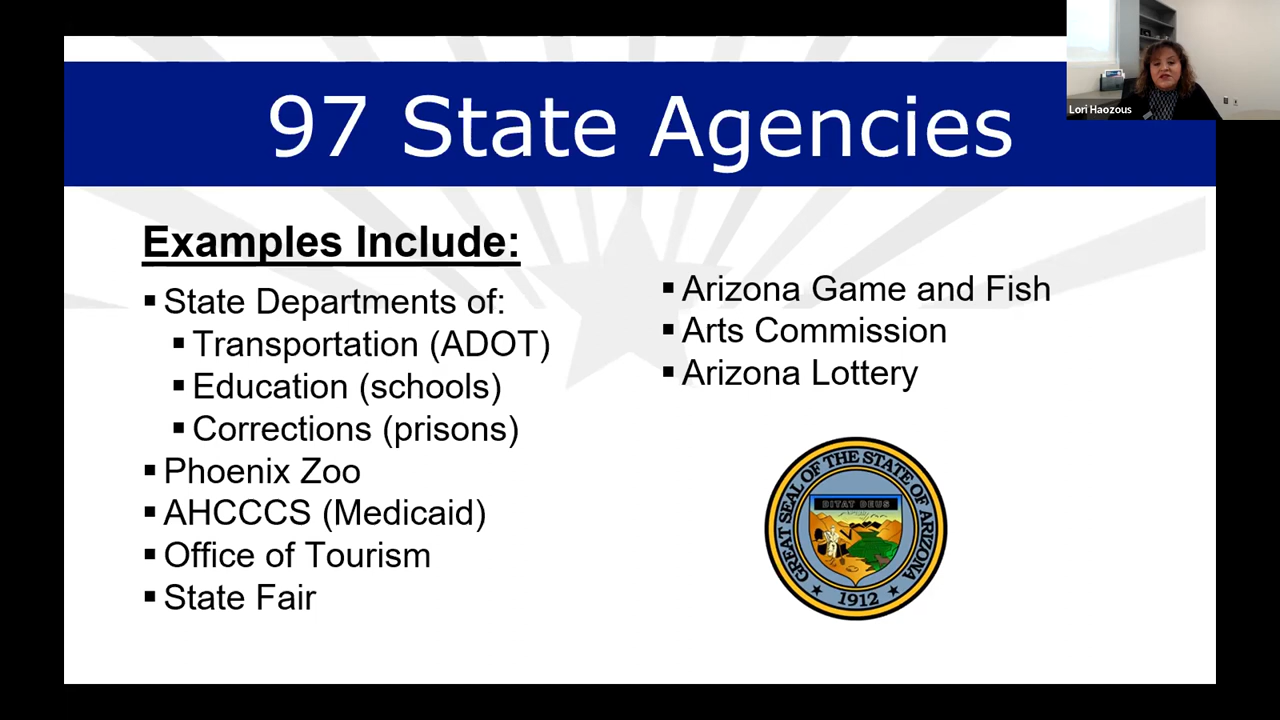 97 State Agencies
Lori Haozous
Examples Include:
▪ State Departments of:
▪ Transportation (ADOT)
▪ Education (schools)
▪ Corrections (prisons)
▪ Phoenix Zoo
▪ AHCCCS (Medicaid)
▪ Office of Tourism
▪ State Fair
▪ Arizona Game and Fish
▪ Arts Commission
▪ Arizona Lottery
GREAT SEAL OF THE STATE OF ARIZONA
DITAT DEUS
★ 1912 ★